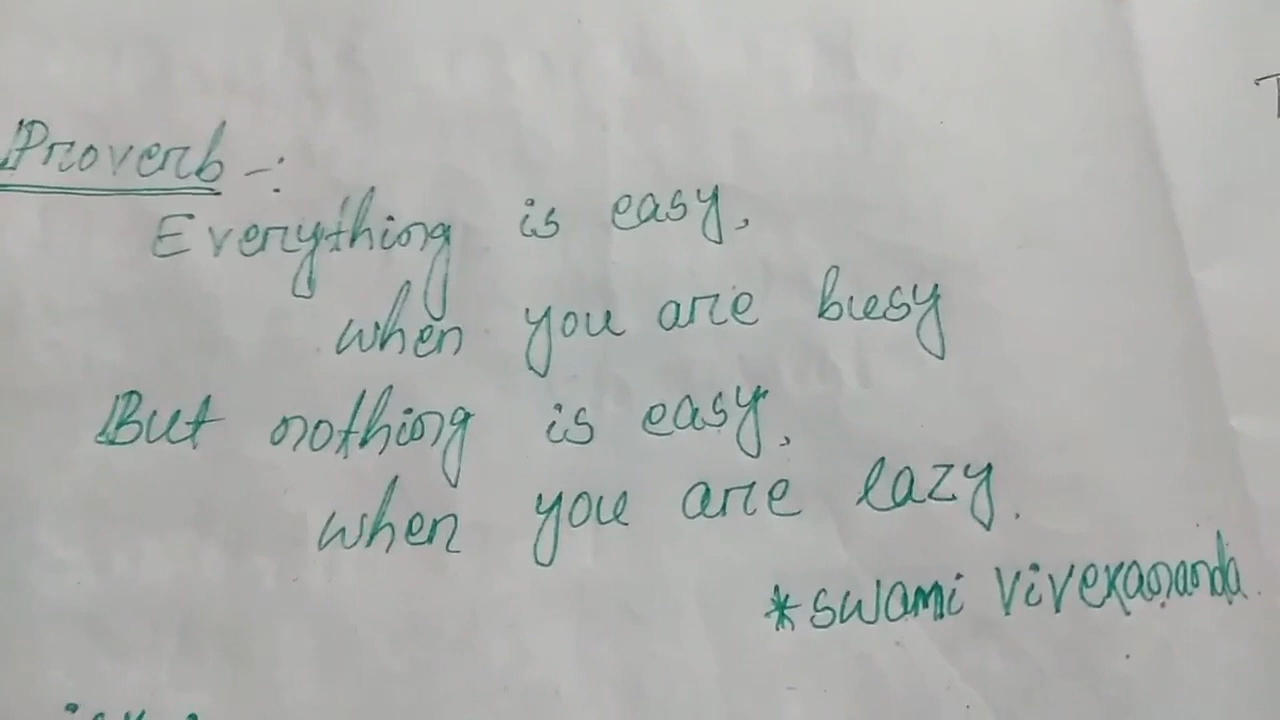 Proverb -:
Everything is easy,
when you are busy
But nothing is easy,
when you are lazy.
*swami vivekananda